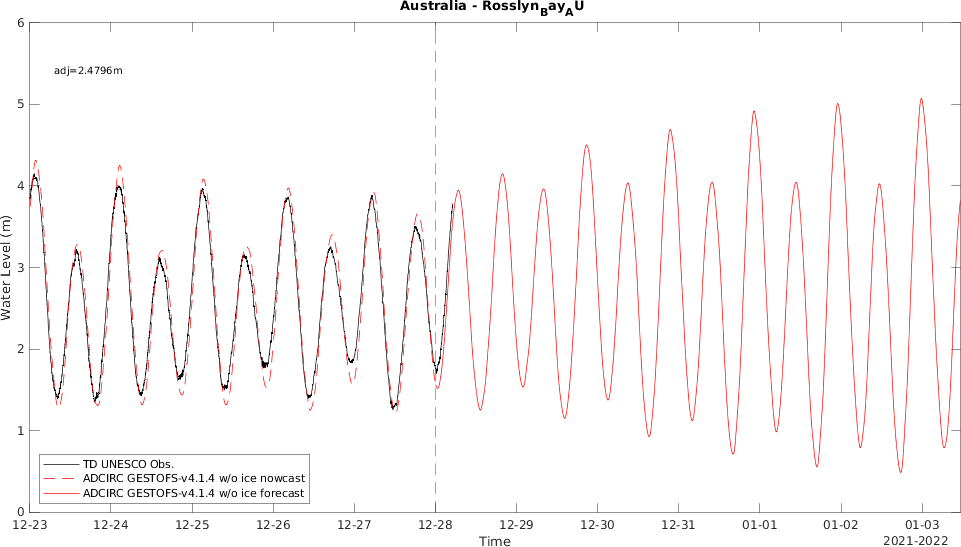 Australia - Rosslyn_Bay_AU
6
adj=2.4796m
5
4
3
2
1
0
Water Level (m)
TD UNESCO Obs.
ADCIRC GESTOFS-v4.1.4 w/o ice nowcast
ADCIRC GESTOFS-v4.1.4 w/o ice forecast
12-23 12-24 12-25 12-26 12-27 12-28 12-29 12-30 12-31 01-01 01-02 01-03
Time
2021-2022